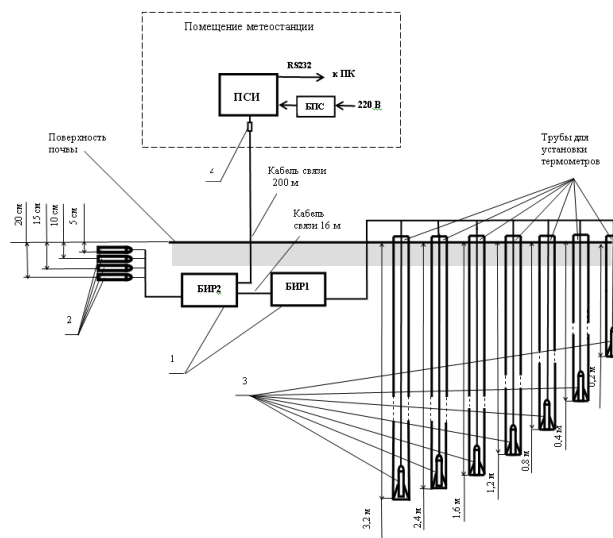 Помещение метеостанции
RS232
к ПК
ПСИ
БПС
220 В
Поверхность
почвы
Трубы для
установки
термометров
Кабель связи
200 м
Кабель
связи 16 м
20 см
15 см
10 см
5 см
БИР2
БИР1
2
1
3
3,2 м
2,4 м
1,6 м
1,2 м
0,8 м
0,4 м
0,2 м